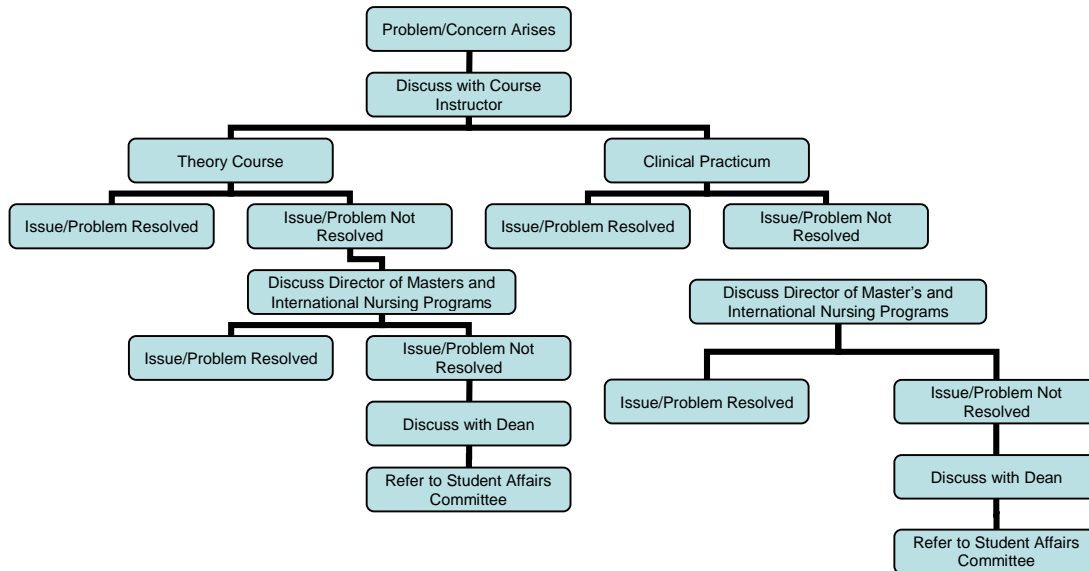 Problem/Concern Arises
Discuss with Course
Instructor
Theory Course
Clinical Practicum
Issue/Problem Resolved
Issue/Problem Not
Resolved
Issue/Problem Resolved
Issue/Problem Not
Resolved
Discuss Director of Masters and
International Nursing Programs
Discuss Director of Master's and
International Nursing Programs
Issue/Problem Resolved
Issue/Problem Not
Resolved
Issue/Problem Resolved
Issue/Problem Not
Resolved
Discuss with Dean
Discuss with Dean
Refer to Student Affairs
Committee
Refer to Student Affairs
Committee